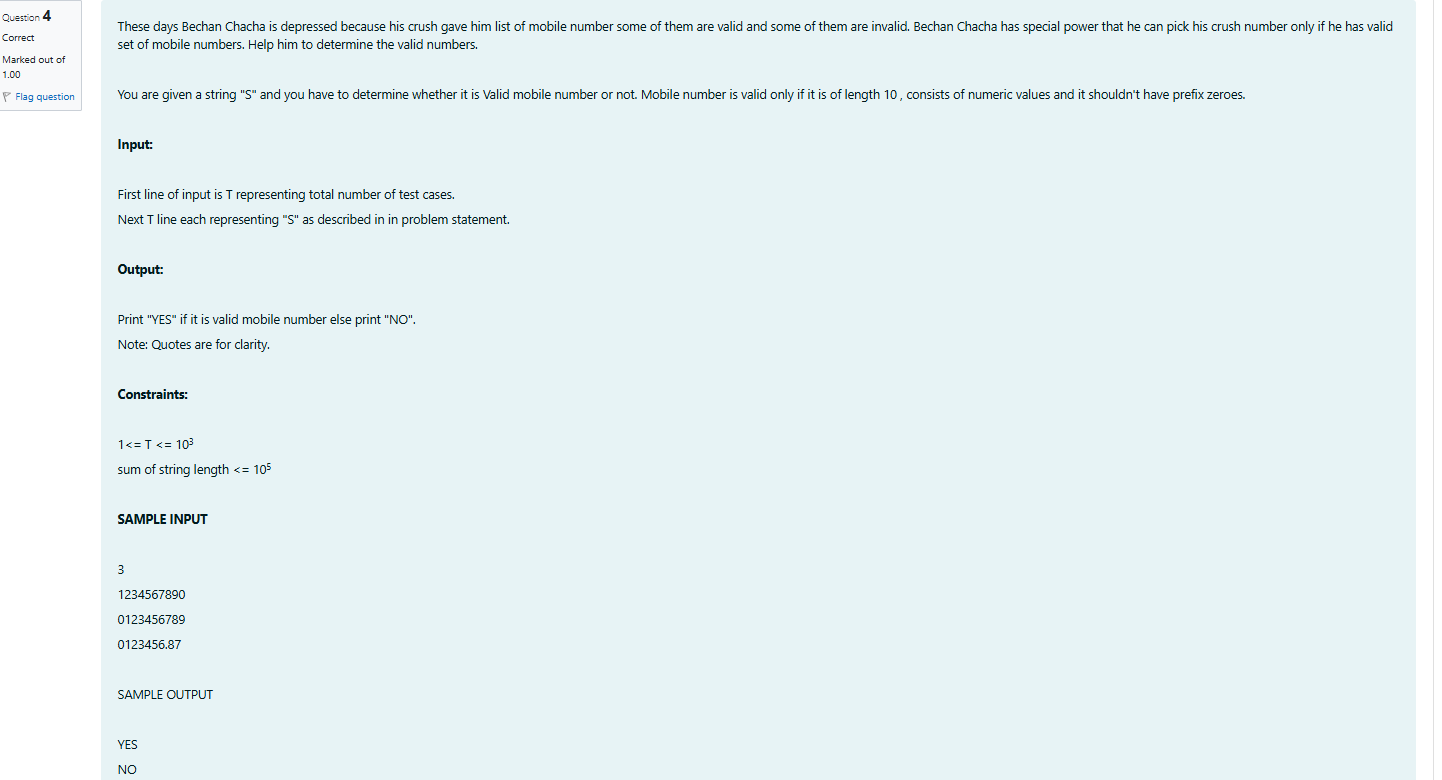 Question 4
Correct
Marked out of
1.00
Flag question
These days Bechan Chacha is depressed because his crush gave him list of mobile number some of them are valid and some of them are invalid. Bechan Chacha has special power that he can pick his crush number only if he has valid
set of mobile numbers. Help him to determine the valid numbers.
You are given a string "S" and you have to determine whether it is Valid mobile number or not. Mobile number is valid only if it is of length 10 , consists of numeric values and it shouldn't have prefix zeroes.
Input:
First line of input is T representing total number of test cases.
Next T line each representing "S" as described in in problem statement.
Output:
Print "YES" if it is valid mobile number else print "NO".
Note: Quotes are for clarity.
Constraints:
1<= T <= 10³
sum of string length <= 10⁵
SAMPLE INPUT
3
1234567890
0123456789
0123456.87
SAMPLE OUTPUT
YES
NO